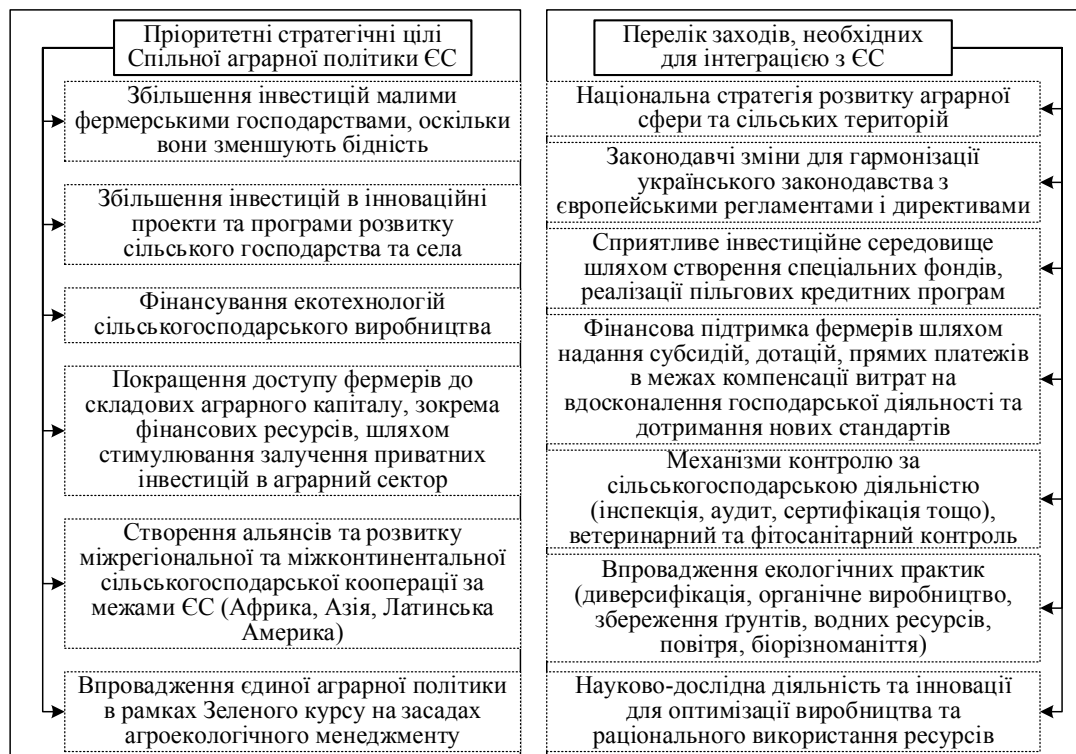 Пріоритетні стратегічні цілі
Спільної аграрної політики ЄС
Збільшення інвестицій малими
фермерськими господарствами, оскільки
вони зменшують бідність
Збільшення інвестицій в інноваційні
проекти та програми розвитку
сільського господарства та села
Фінансування екотехнологій
сільськогосподарського виробництва
Покращення доступу фермерів до
складових аграрного капіталу, зокрема
фінансових ресурсів, шляхом
стимулювання залучення приватних
інвестицій в аграрний сектор
Створення альянсів та розвитку
міжрегіональної та міжконтинентальної
сільськогосподарської кооперації за
межами ЄС (Африка, Азія, Латинська
Америка)
Впровадження єдиної аграрної політики
в рамках Зеленого курсу на засадах
агроекологічного менеджменту
Перелік заходів, необхідних
для інтеграцією з ЄС
Національна стратегія розвитку аграрної
сфери та сільських територій
Законодавчі зміни для гармонізації
українського законодавства з
європейськими регламентами і директивами
Сприятливе інвестиційне середовище
шляхом створення спеціальних фондів,
реалізації пільгових кредитних програм
Фінансова підтримка фермерів шляхом
надання субсидій, дотацій, прямих платежів
в межах компенсації витрат на
вдосконалення господарської діяльності та
дотримання нових стандартів
Механізми контролю за
сільськогосподарською діяльністю
(інспекція, аудит, сертифікація тощо),
ветеринарний та фітосанітарний контроль
Впровадження екологічних практик
(диверсифікація, органічне виробництво,
збереження ґрунтів, водних ресурсів,
повітря, біорізноманіття)
Науково-дослідна діяльність та інновації
для оптимізації виробництва та
раціонального використання ресурсів